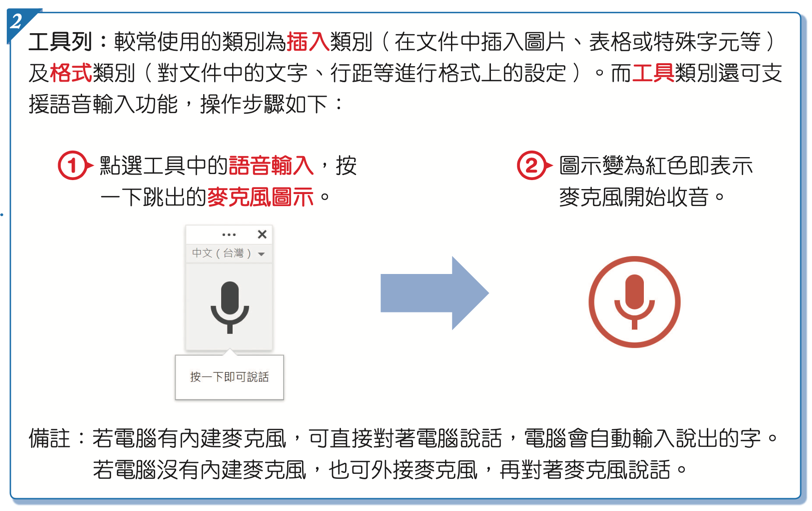 2
工具列：較常使用的類別為插入類別（在文件中插入圖片、表格或特殊字元等）
及格式類別（對文件中的文字、行距等進行格式上的設定）。而工具類別還可支
援語音輸入功能，操作步驟如下：
1 點選工具中的語音輸入，按
一下跳出的麥克風圖示。
2 圖示變為紅色即表示
麥克風開始收音。
••• ×
中文（台灣）
按一下即可說話
備註：若電腦有內建麥克風，可直接對著電腦說話，電腦會自動輸入說出的字。
若電腦沒有內建麥克風，也可外接麥克風，再對著麥克風說話。